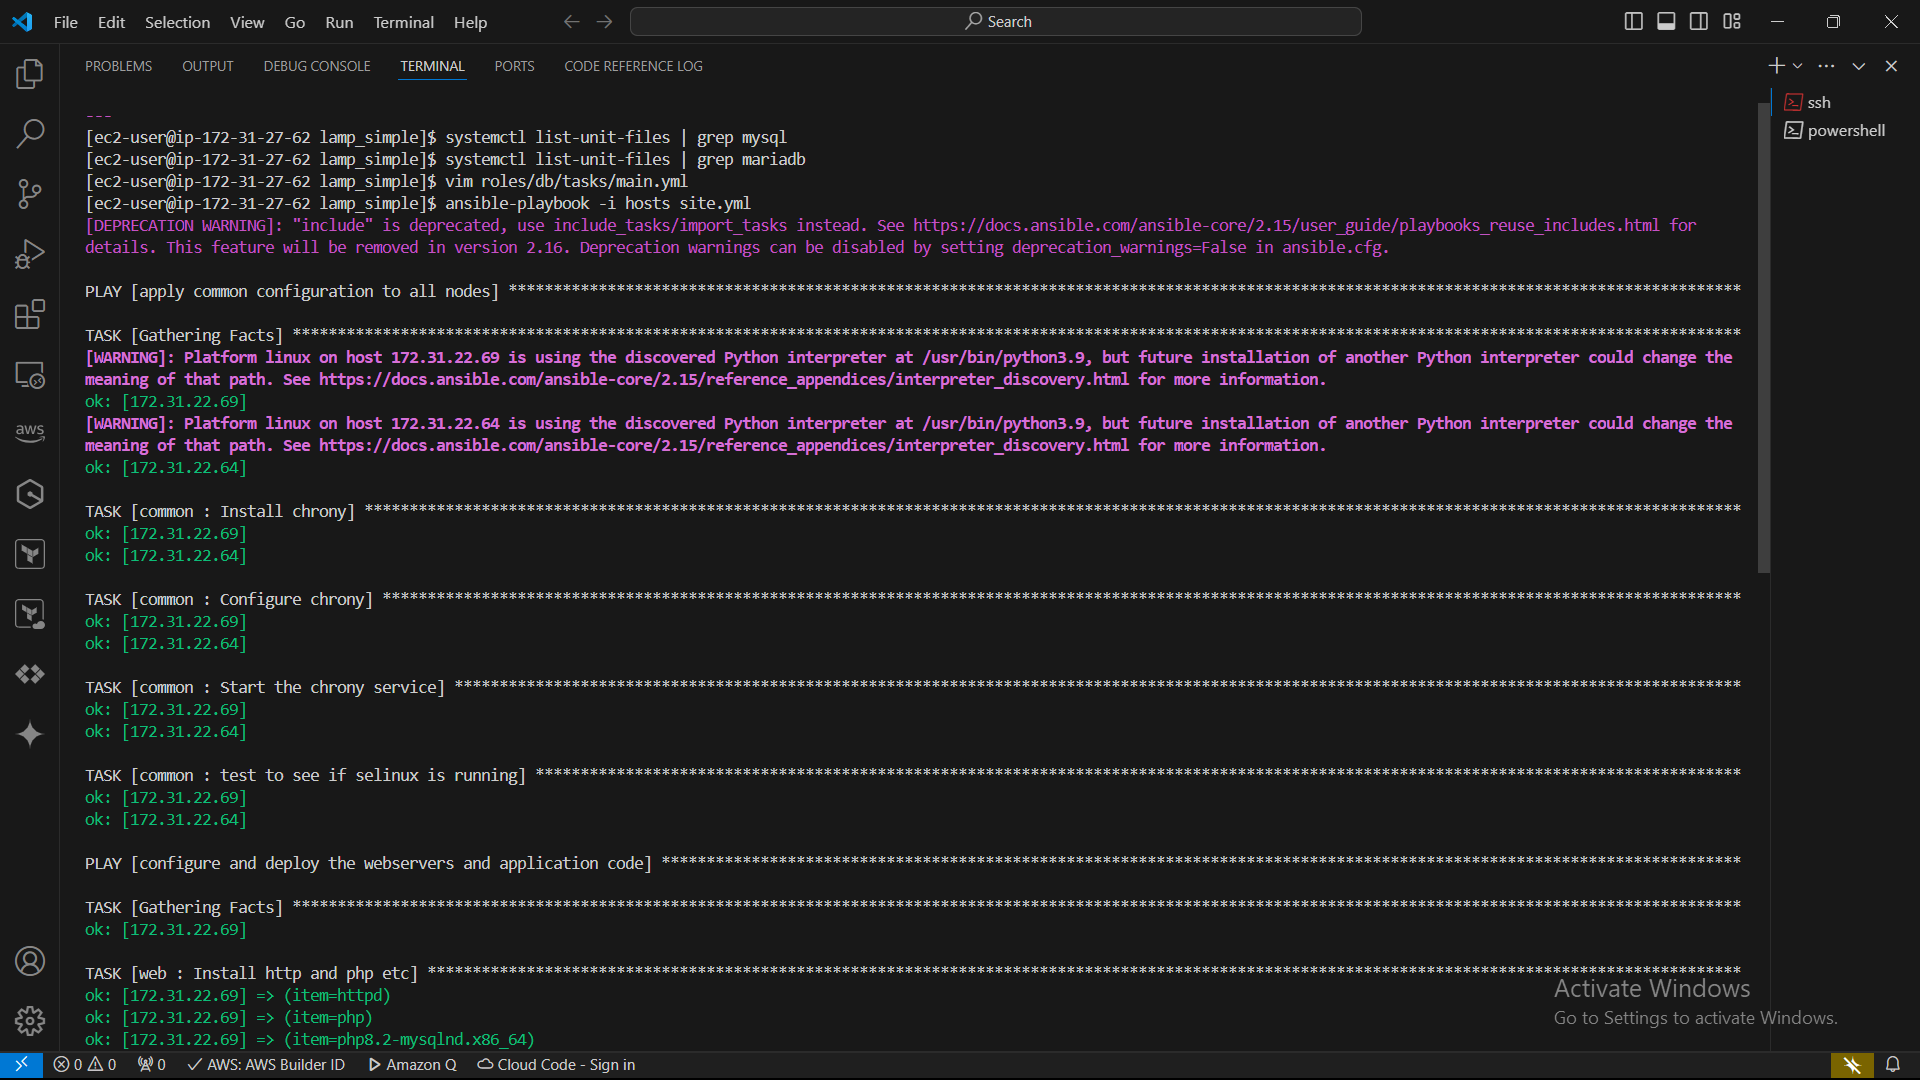 File Edit Selection View Go Run Terminal Help
Search
PROBLEMS OUTPUT DEBUG CONSOLE TERMINAL PORTS CODE REFERENCE LOG
ssh
powershell
---
[ec2-user@ip-172-31-27-62 lamp_simple]$ systemctl list-unit-files | grep mysql
[ec2-user@ip-172-31-27-62 lamp_simple]$ systemctl list-unit-files | grep mariadb
[ec2-user@ip-172-31-27-62 lamp_simple]$ vim roles/db/tasks/main.yml
[ec2-user@ip-172-31-27-62 lamp_simple]$ ansible-playbook -i hosts site.yml
[DEPRECATION WARNING]: "include" is deprecated, use include_tasks/import_tasks instead. See https://docs.ansible.com/ansible-core/2.15/user_guide/playbooks_reuse_includes.html for
details. This feature will be removed in version 2.16. Deprecation warnings can be disabled by setting deprecation_warnings=False in ansible.cfg.
PLAY [apply common configuration to all nodes] *****************************************************************************************************************************************
TASK [Gathering Facts] *****************************************************************************************************************************************************************
[WARNING]: Platform linux on host 172.31.22.69 is using the discovered Python interpreter at /usr/bin/python3.9, but future installation of another Python interpreter could change the
meaning of that path. See https://docs.ansible.com/ansible-core/2.15/reference_appendices/interpreter_discovery.html for more information.
ok: [172.31.22.69]
[WARNING]: Platform linux on host 172.31.22.64 is using the discovered Python interpreter at /usr/bin/python3.9, but future installation of another Python interpreter could change the
meaning of that path. See https://docs.ansible.com/ansible-core/2.15/reference_appendices/interpreter_discovery.html for more information.
ok: [172.31.22.64]
TASK [common : Install chrony] *********************************************************************************************************************************************************
ok: [172.31.22.69]
ok: [172.31.22.64]
TASK [common : Configure chrony] *******************************************************************************************************************************************************
ok: [172.31.22.69]
ok: [172.31.22.64]
TASK [common : Start the chrony service] ***********************************************************************************************************************************************
ok: [172.31.22.69]
ok: [172.31.22.64]
TASK [common : test to see if selinux is running] **************************************************************************************************************************************
ok: [172.31.22.69]
ok: [172.31.22.64]
PLAY [configure and deploy the webservers and application code] ************************************************************************************************************************
TASK [Gathering Facts] *****************************************************************************************************************************************************************
ok: [172.31.22.69]
TASK [web : Install http and php etc] **************************************************************************************************************************************************
ok: [172.31.22.69] => (item=httpd)
ok: [172.31.22.69] => (item=php)
ok: [172.31.22.69] => (item=php8.2-mysqlnd.x86_64)
Activate Windows
Go to Settings to activate Windows.
aws
0 0 0 AWS: AWS Builder ID Amazon Q Cloud Code - Sign in